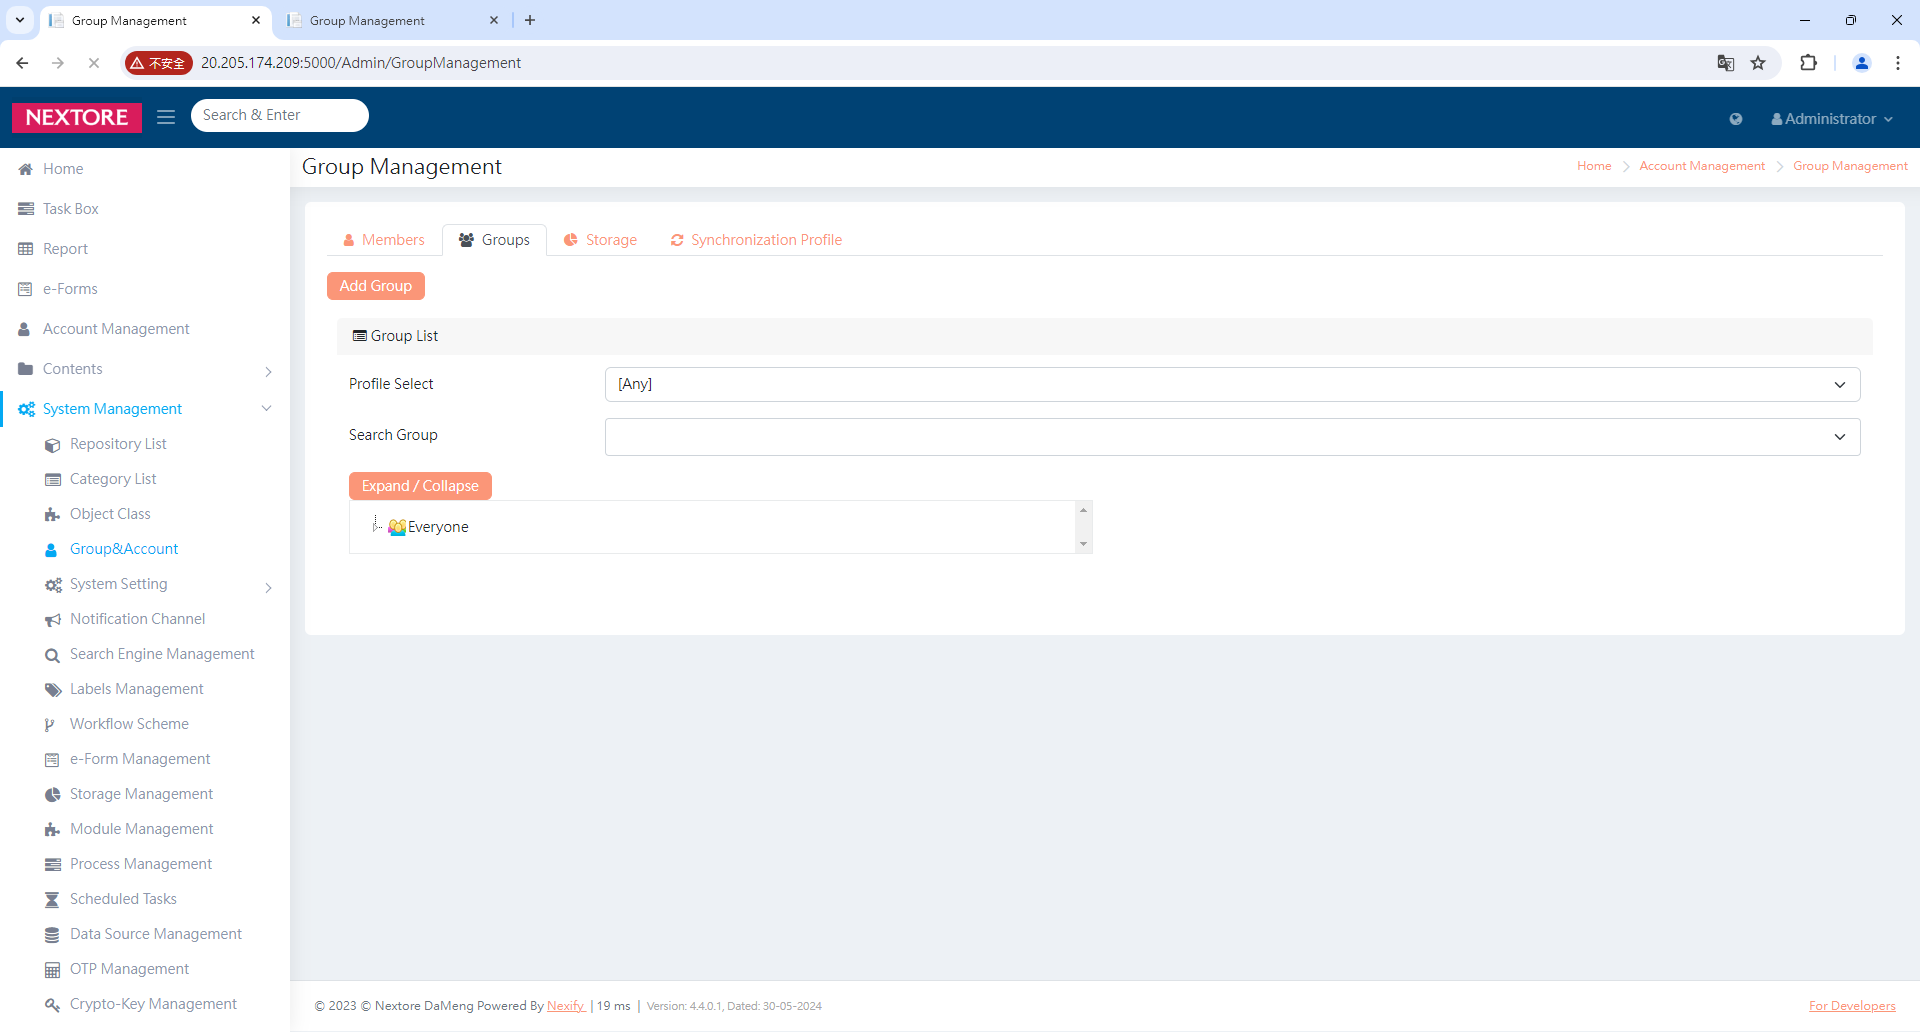 Group Management
Group Management
不安全
20.205.174.209:5000/Admin/GroupManagement
NEXTORE
Search & Enter
Administrator
Home
Task Box
Report
e-Forms
Account Management
Contents
System Management
Repository List
Category List
Object Class
Group&Account
System Setting
Notification Channel
Search Engine Management
Labels Management
Workflow Scheme
e-Form Management
Storage Management
Module Management
Process Management
Scheduled Tasks
Data Source Management
OTP Management
Crypto-Key Management
Group Management
Home > Account Management > Group Management
Members
Groups
Storage
Synchronization Profile
Add Group
Group List
Profile Select
[Any]
Search Group
Expand / Collapse
Everyone
© 2023 © Nextore DaMeng Powered By Nexify | 19 ms | Version: 4.4.0.1, Dated: 30-05-2024
For Developers